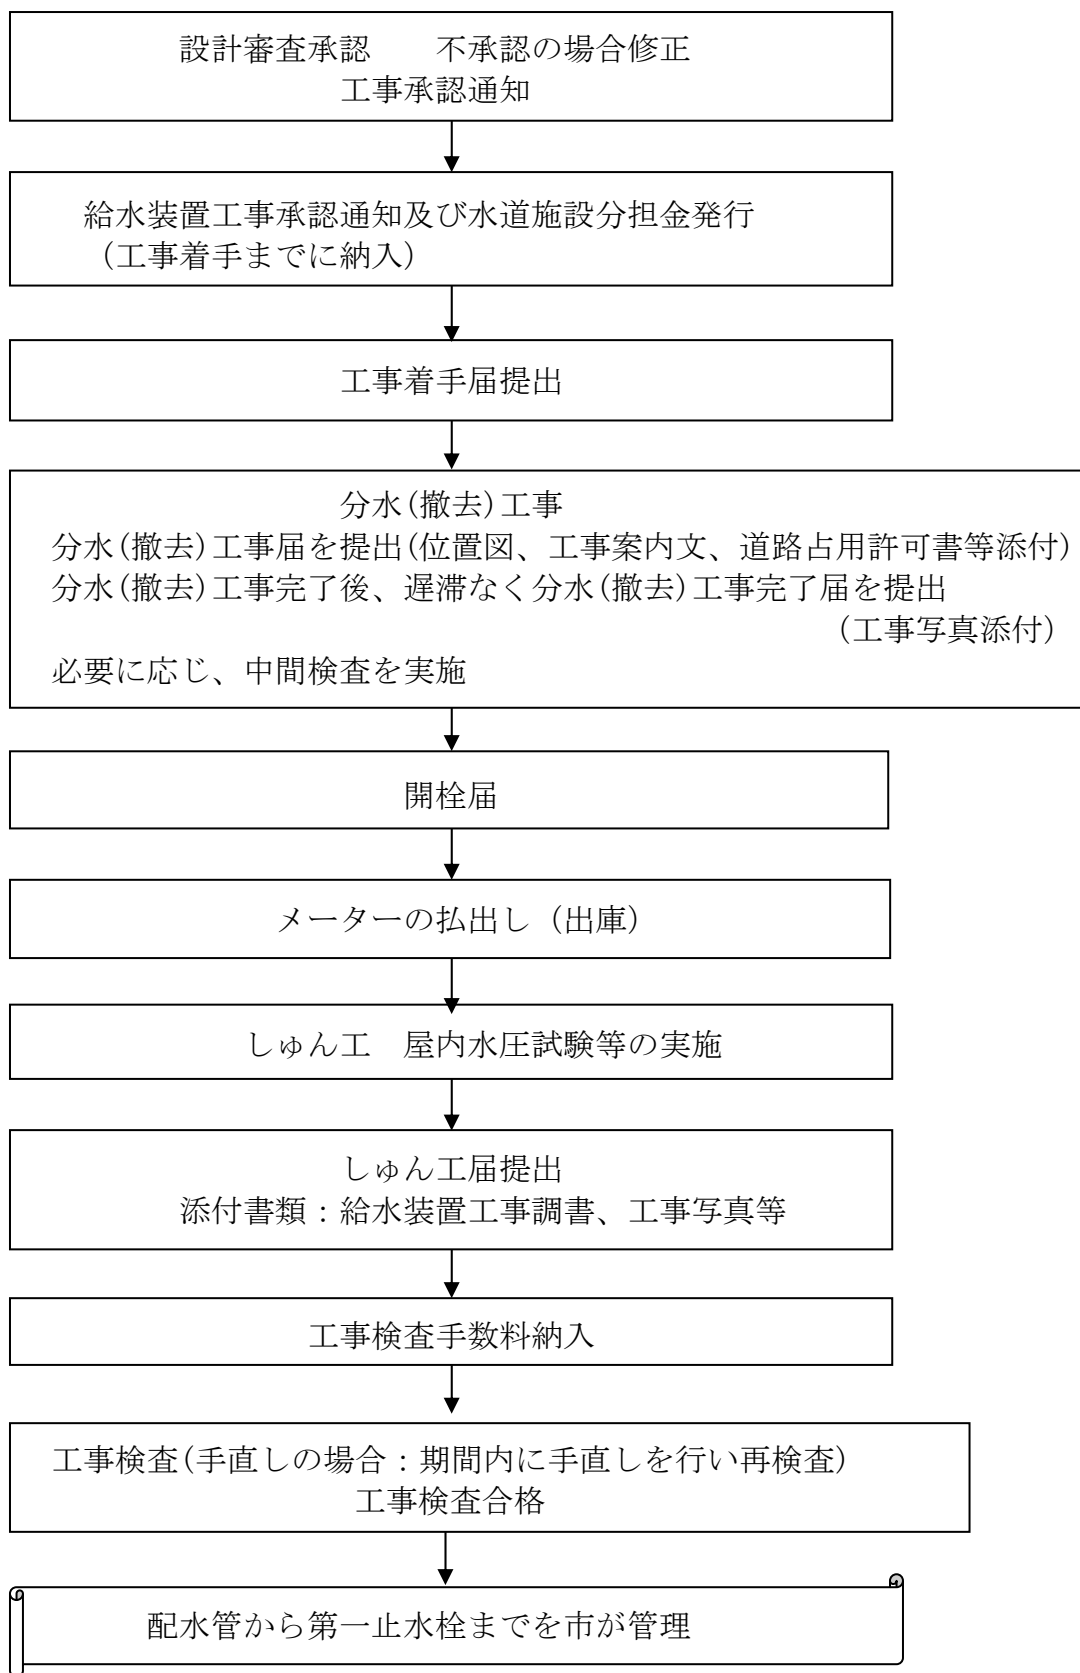 設計審査承認　　不承認の場合修正
工事承認通知
給水装置工事承認通知及び水道施設分担金発行
（工事着手までに納入）
工事着手届提出
分水(撤去)工事
分水(撤去)工事届を提出(位置図、工事案内文、道路占用許可書等添付)
分水(撤去)工事完了後、遅滞なく分水(撤去)工事完了届を提出
（工事写真添付）
必要に応じ、中間検査を実施
開栓届
メーターの払出し（出庫）
しゅん工　屋内水圧試験等の実施
しゅん工届提出
添付書類：給水装置工事調書、工事写真等
工事検査手数料納入
工事検査(手直しの場合：期間内に手直しを行い再検査)
工事検査合格
配水管から第一止水栓までを市が管理